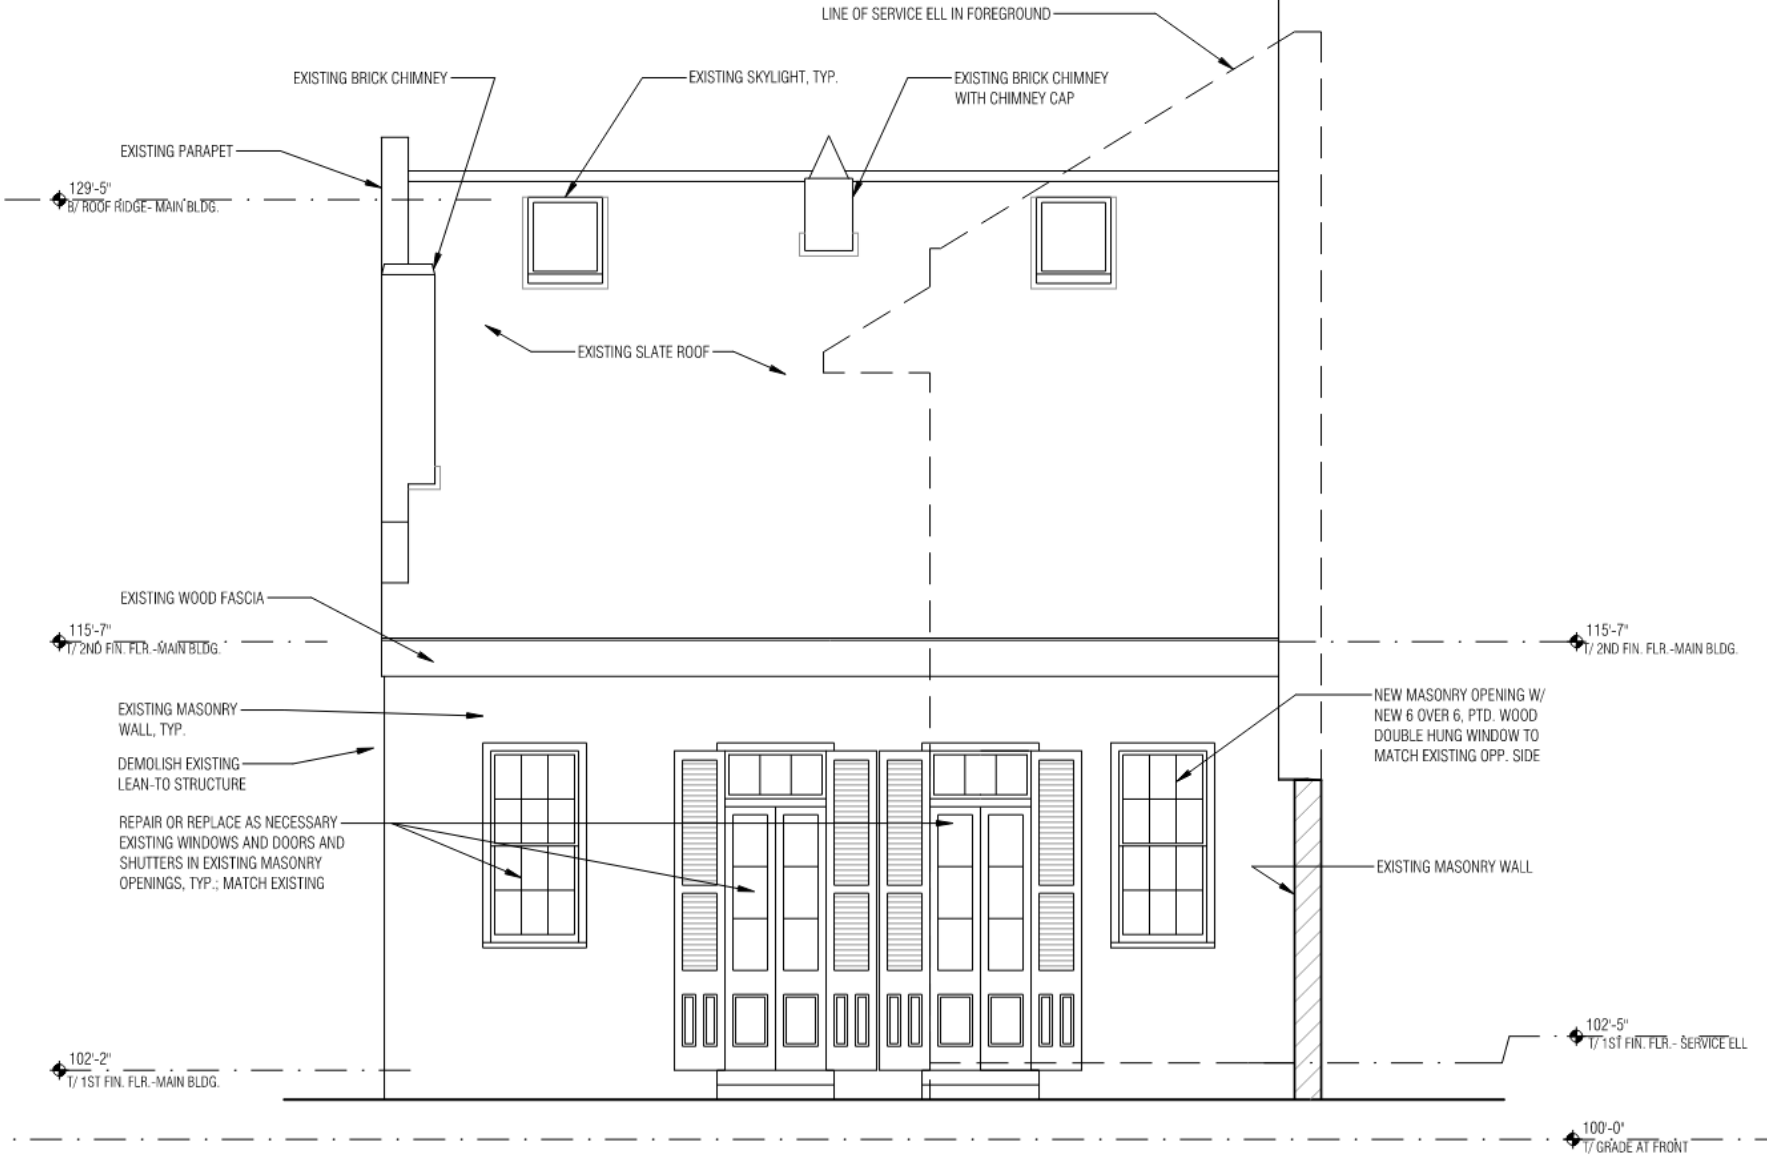 LINE OF SERVICE ELL IN FOREGROUND
EXISTING BRICK CHIMNEY
EXISTING SKYLIGHT, TYP.
EXISTING BRICK CHIMNEY
WITH CHIMNEY CAP
EXISTING PARAPET
129'-5"
B/ ROOF RIDGE- MAIN BLDG.
EXISTING SLATE ROOF
EXISTING WOOD FASCIA
115'-7"
T/ 2ND FIN. FLR.-MAIN BLDG.
115'-7"
T/ 2ND FIN. FLR.-MAIN BLDG.
EXISTING MASONRY
WALL, TYP.
DEMOLISH EXISTING
LEAN-TO STRUCTURE
REPAIR OR REPLACE AS NECESSARY
EXISTING WINDOWS AND DOORS AND
SHUTTERS IN EXISTING MASONRY
OPENINGS, TYP.; MATCH EXISTING
NEW MASONRY OPENING W/
NEW 6 OVER 6, PTD. WOOD
DOUBLE HUNG WINDOW TO
MATCH EXISTING OPP. SIDE
EXISTING MASONRY WALL
102'-5"
T/ 1ST FIN. FLR.- SERVICE ELL
102'-2"
T/ 1ST FIN. FLR.-MAIN BLDG.
100'-0"
T/ GRADE AT FRONT